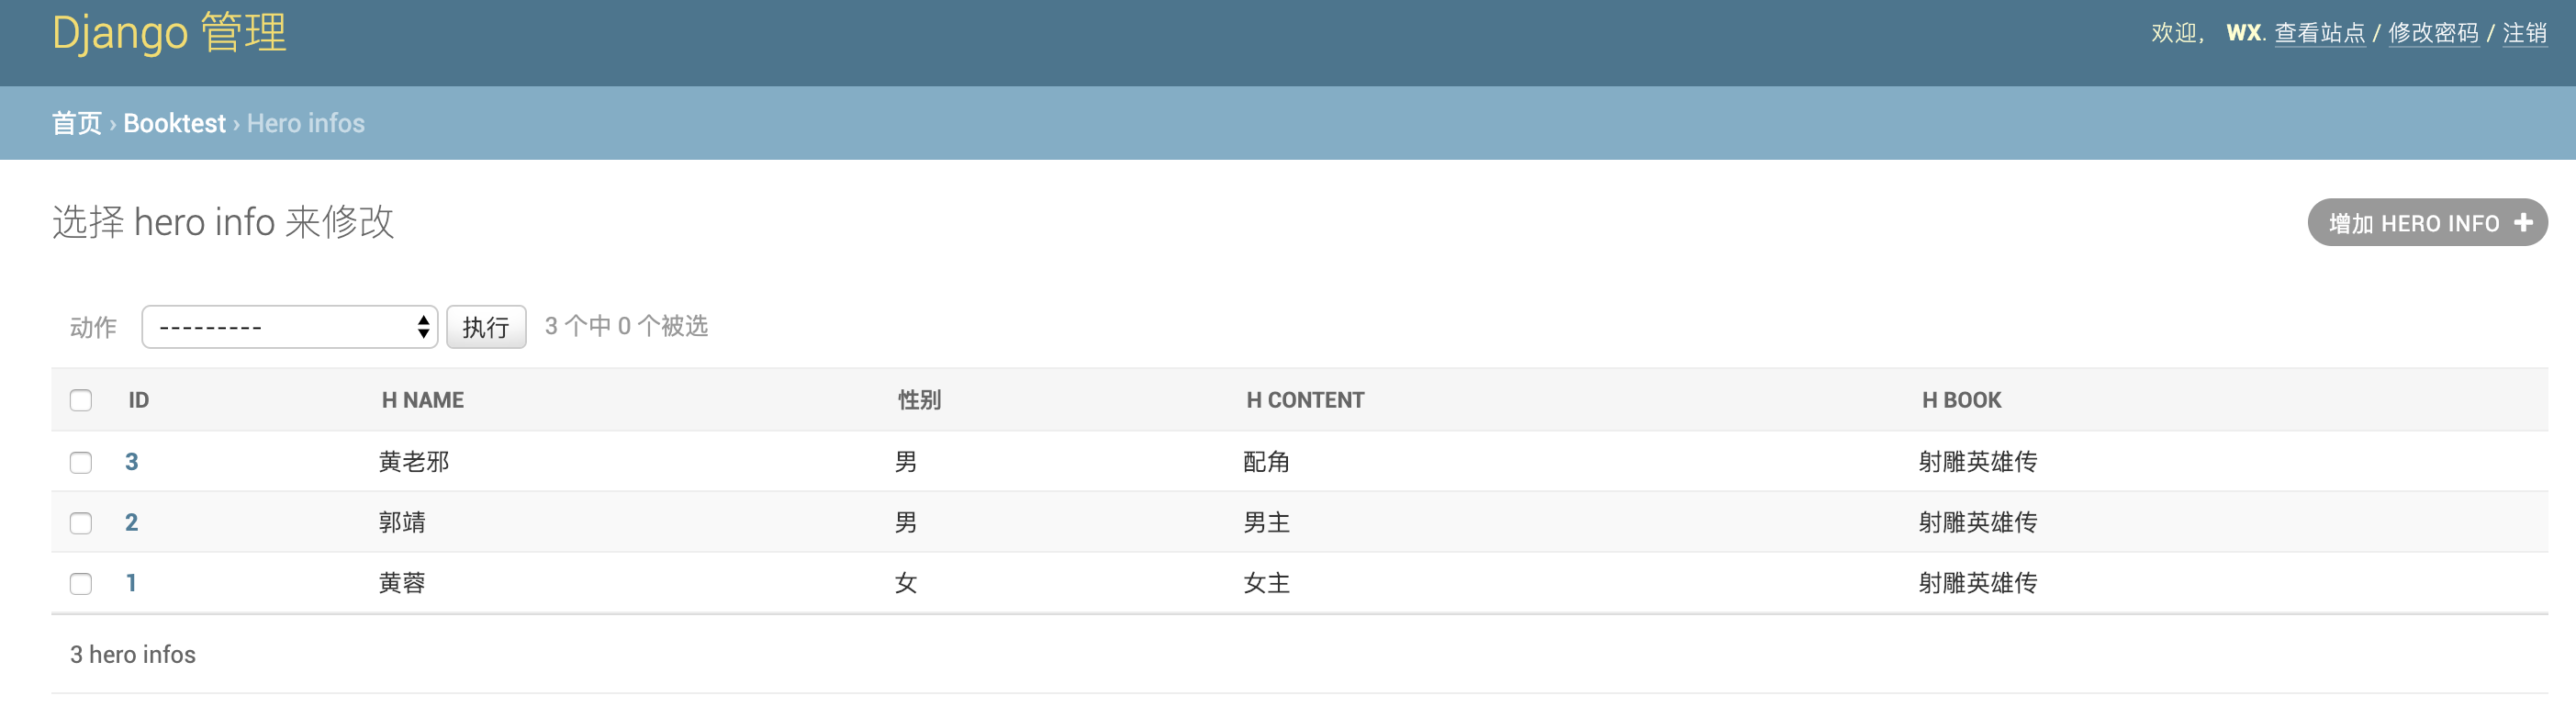 Django 管理
欢迎， WX. 查看站点 / 修改密码 / 注销
首页 › Booktest › Hero infos
选择 hero info 来修改
增加 HERO INFO +
动作 --------- 执行 3 个中 0 个被选
ID H NAME 性别 H CONTENT H BOOK
3 黄老邪 男 配角 射雕英雄传
2 郭靖 男 男主 射雕英雄传
1 黄蓉 女 女主 射雕英雄传
3 hero infos